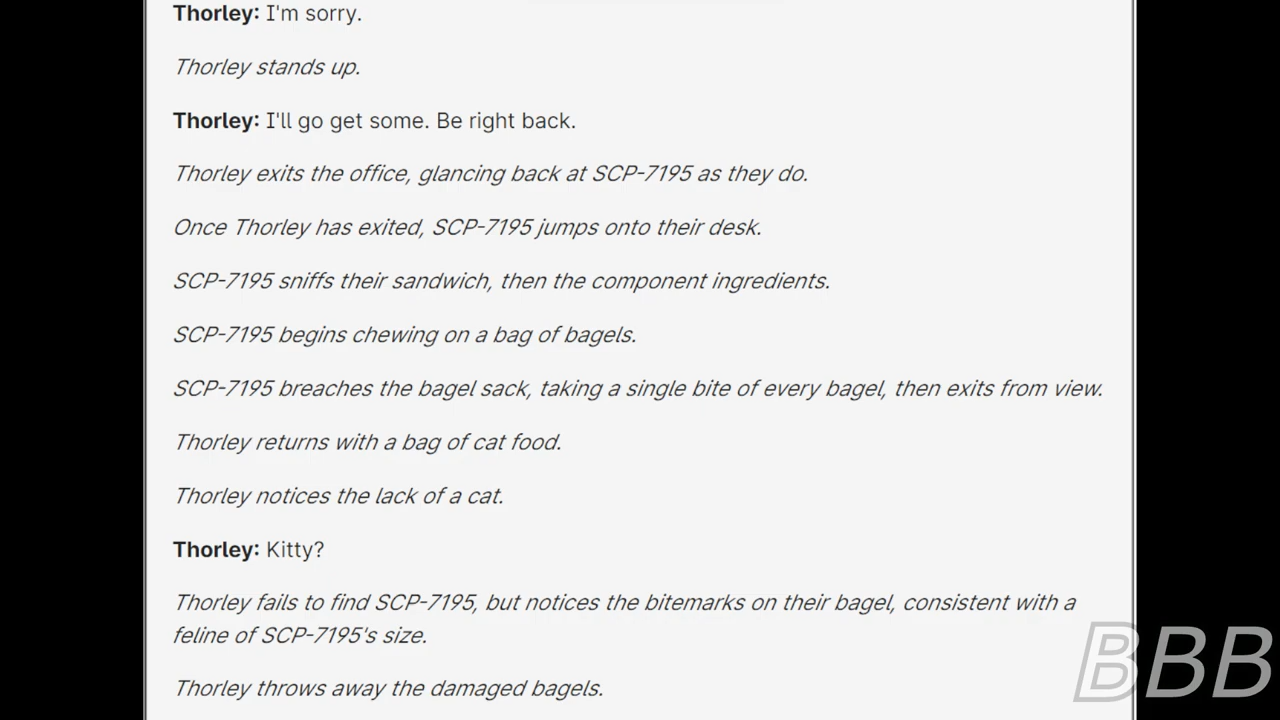 Thorley: I'm sorry.
Thorley stands up.
Thorley: I'll go get some. Be right back.
Thorley exits the office, glancing back at SCP-7195 as they do.
Once Thorley has exited, SCP-7195 jumps onto their desk.
SCP-7195 sniffs their sandwich, then the component ingredients.
SCP-7195 begins chewing on a bag of bagels.
SCP-7195 breaches the bagel sack, taking a single bite of every bagel, then exits from view.
Thorley returns with a bag of cat food.
Thorley notices the lack of a cat.
Thorley: Kitty?
Thorley fails to find SCP-7195, but notices the bitemarks on their bagel, consistent with a
feline of SCP-7195's size.
Thorley throws away the damaged bagels.
BBB